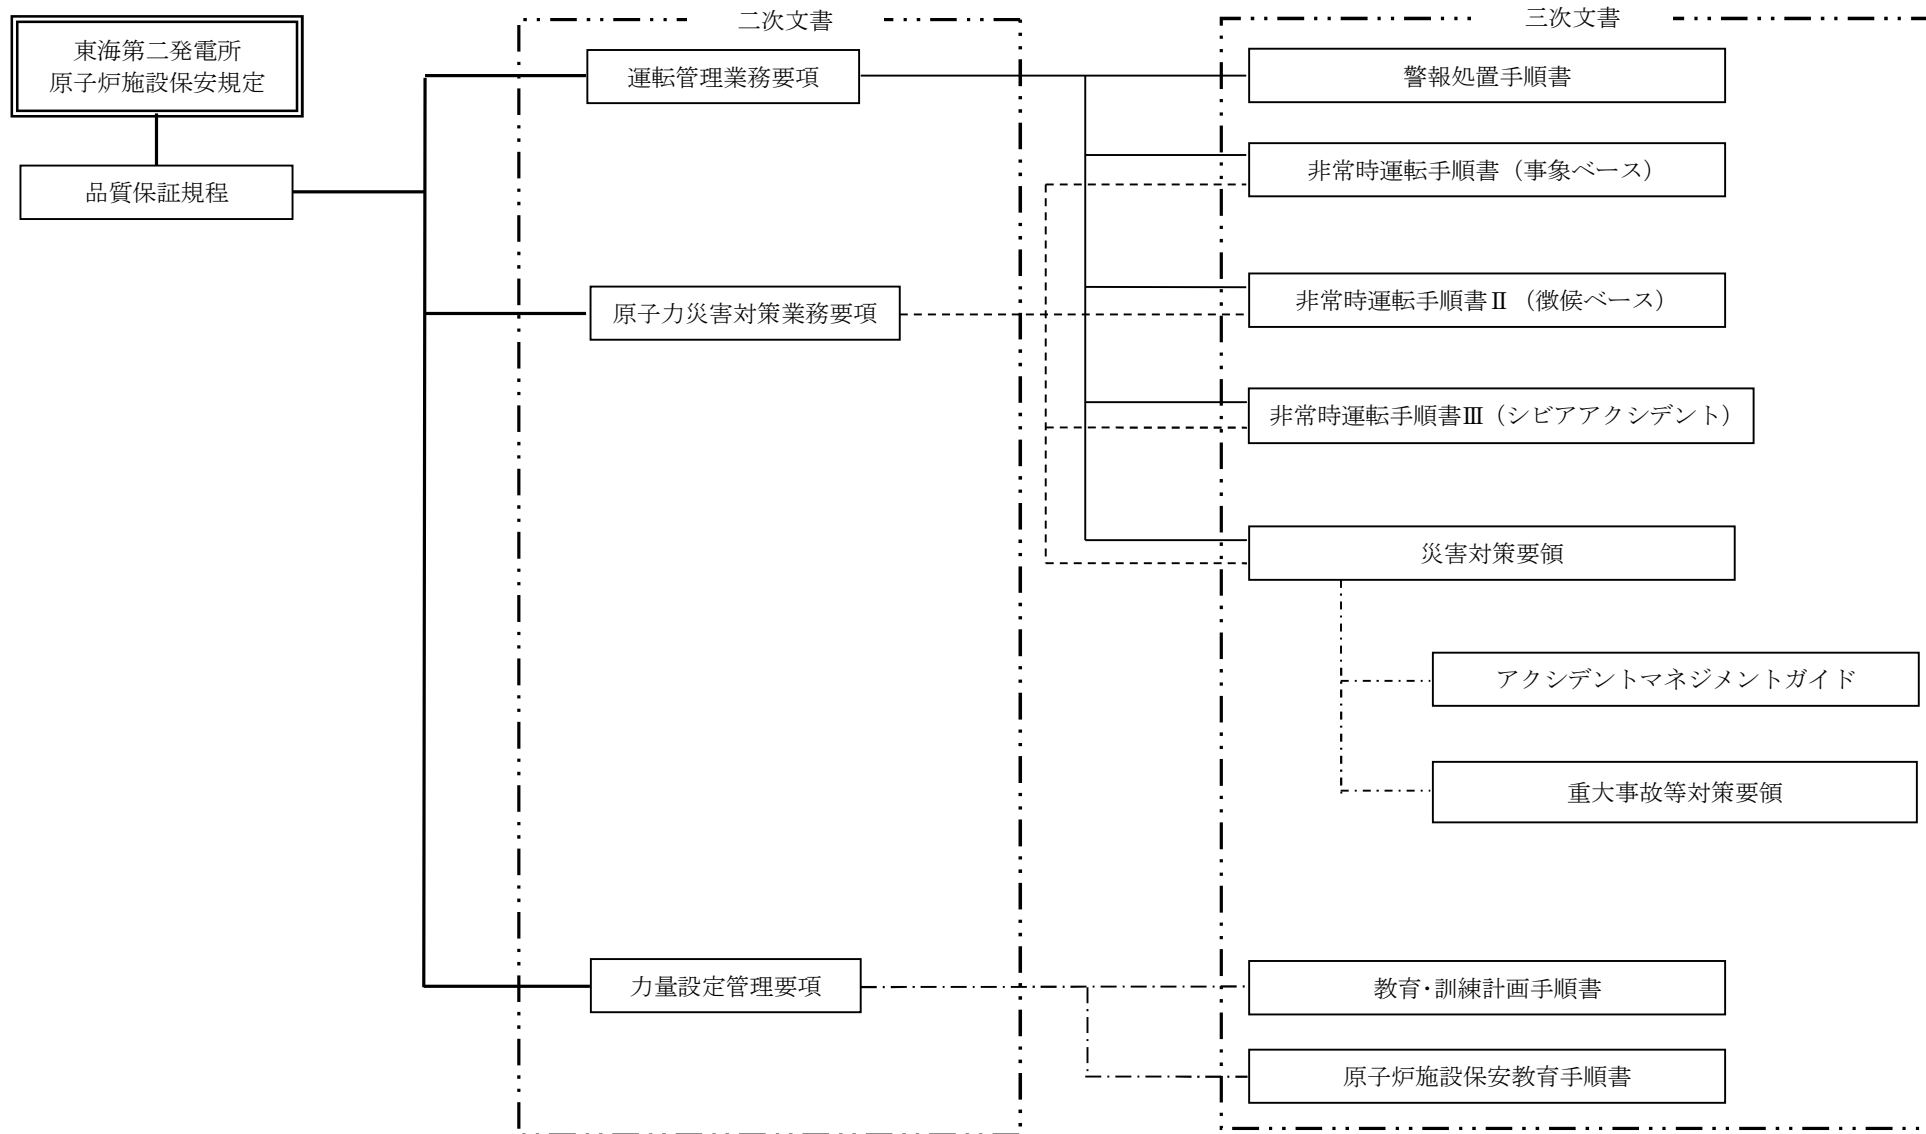 二次文書
三次文書
東海第二発電所
原子炉施設保安規定
品質保証規程
運転管理業務要項
原子力災害対策業務要項
力量設定管理要項
警報処置手順書
非常時運転手順書（事象ベース）
非常時運転手順書Ⅱ（徴候ベース）
非常時運転手順書Ⅲ（シビアアクシデント）
災害対策要領
アクシデントマネジメントガイド
重大事故等対策要領
教育･訓練計画手順書
原子炉施設保安教育手順書